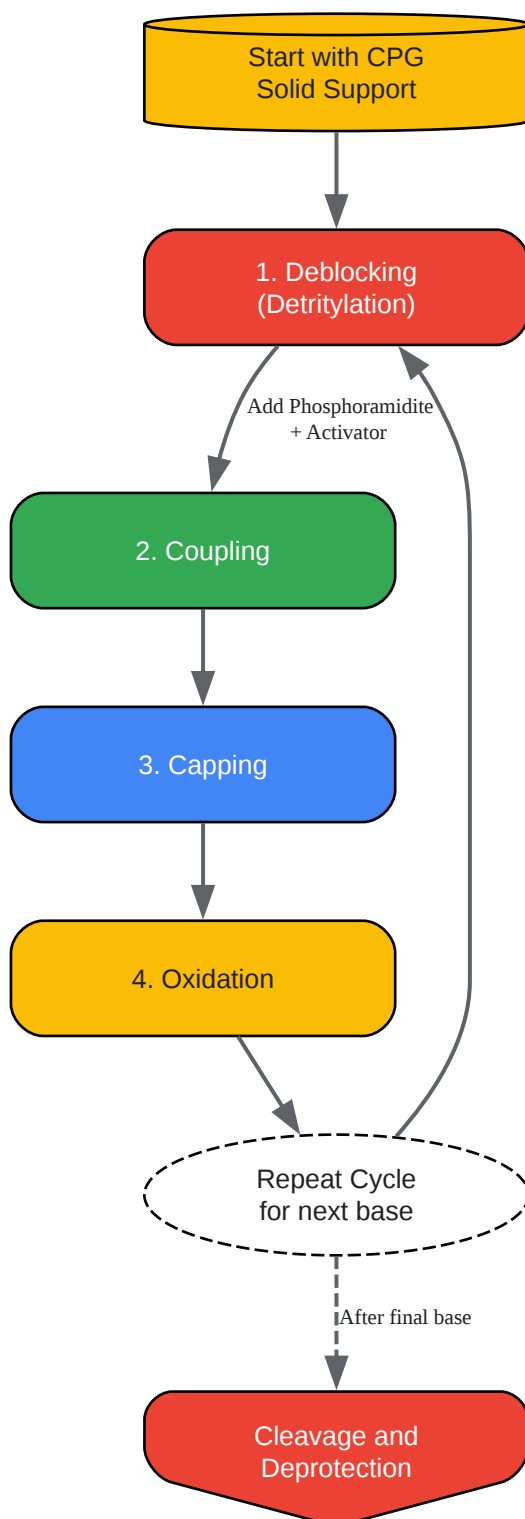 Start with CPG
Solid Support
1. Deblocking
(Detritylation)
Add Phosphoramidite
+ Activator
2. Coupling
3. Capping
4. Oxidation
Repeat Cycle
for next base
After final base
Cleavage and
Deprotection